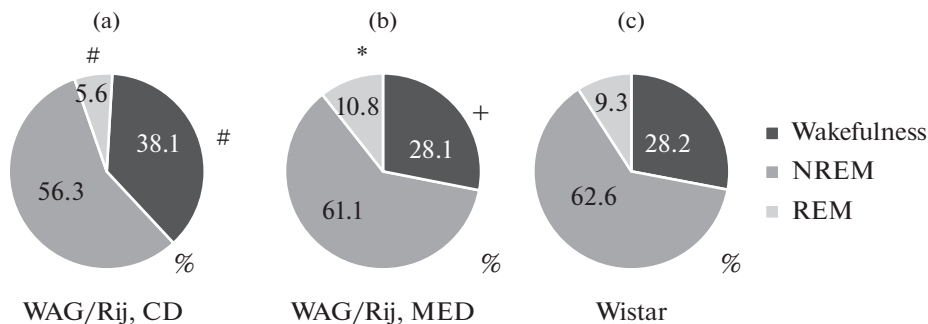 (a)
#
5.6
38.1
#
56.3
%
WAG/Rij, CD
(b)
*
10.8
+
28.1
61.1
%
WAG/Rij, MED
(c)
9.3
28.2
62.6
%
Wistar
Wakefulness
NREM
REM